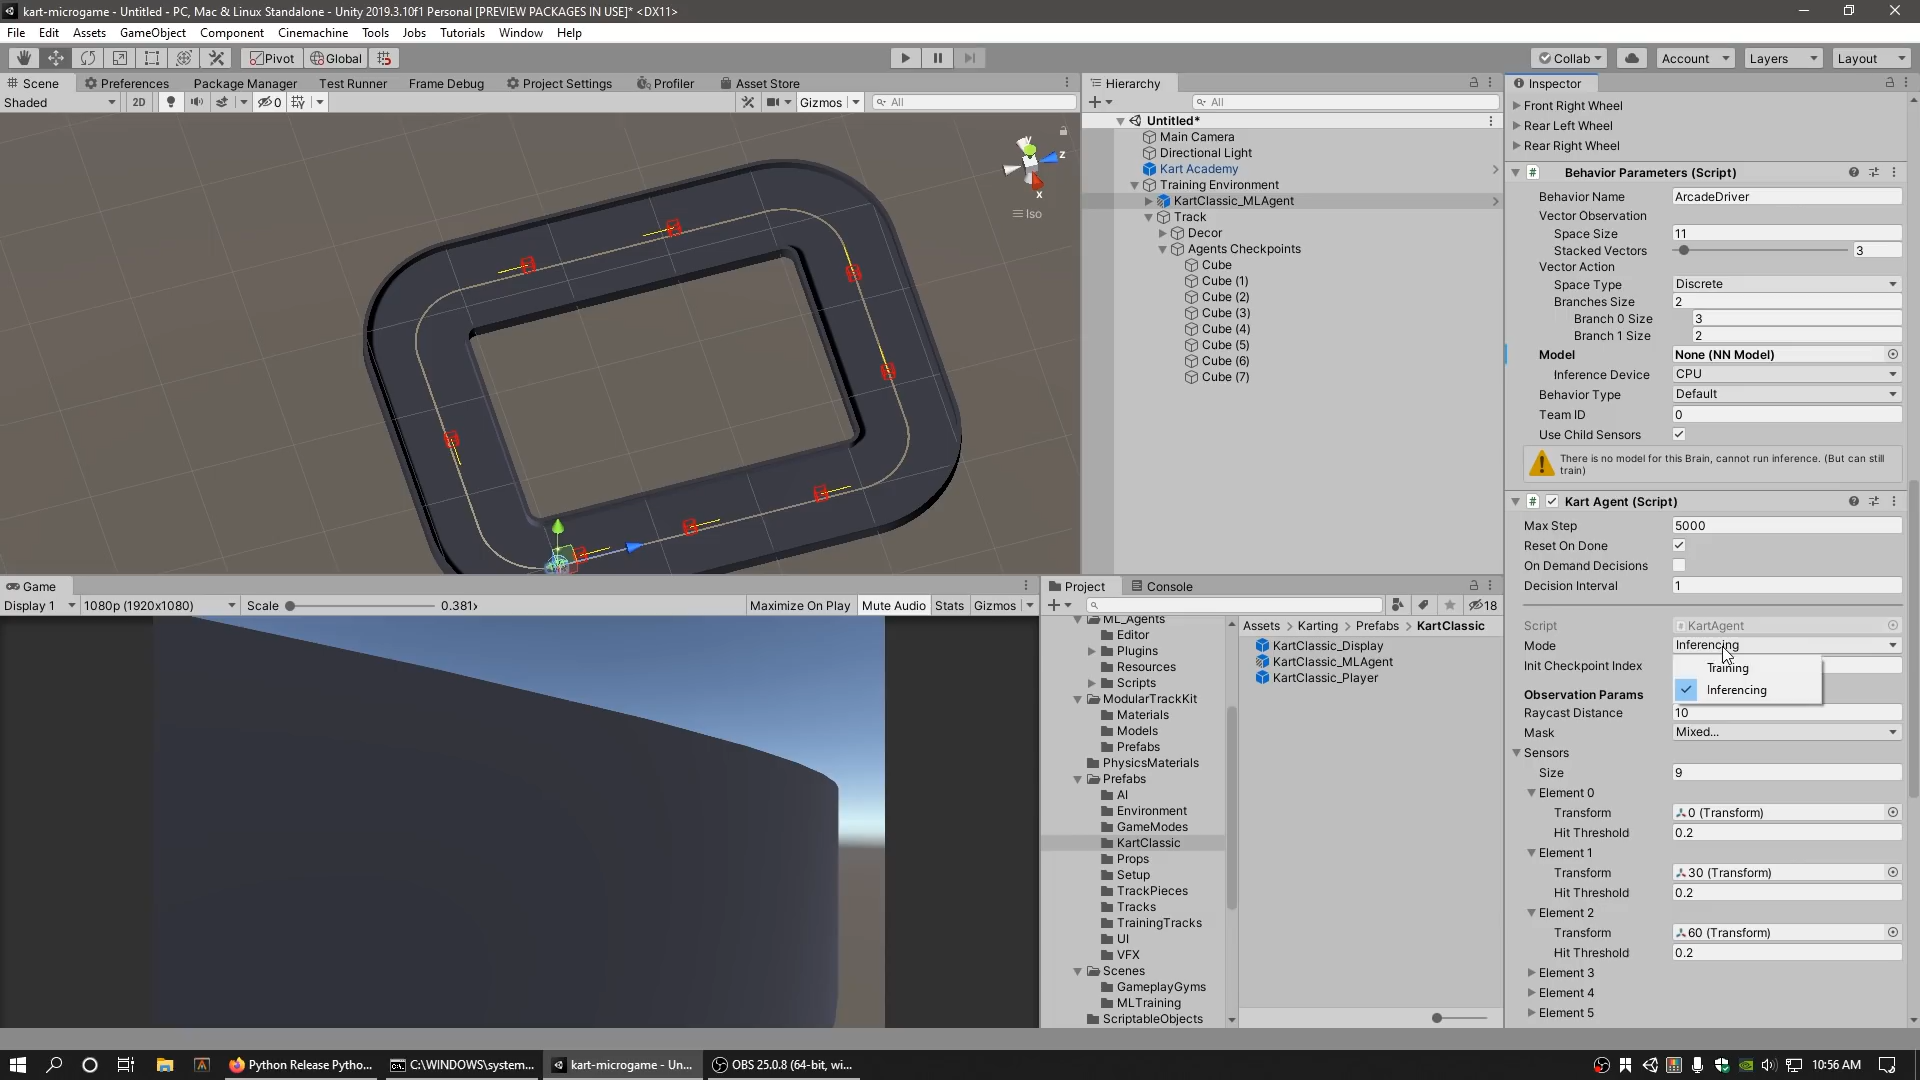 kart-microgame - Untitled - PC, Mac & Linux Standalone - Unity 2019.3.10f1 Personal [PREVIEW PACKAGES IN USE]* <DX11>
File Edit Assets GameObject Component Cinemachine Tools Jobs Tutorials Window Help
Pivot Global Collab Account Layers Layout
Scene Preferences Package Manager Test Runner Frame Debug Project Settings Profiler Asset Store
Shaded 2D 0 Gizmos All
z
x
Iso
Hierarchy
All
Untitled*
Main Camera
Directional Light
Kart Academy
Training Environment
KartClassic_MLAgent
Track
Decor
Agents Checkpoints
Cube
Cube (1)
Cube (2)
Cube (3)
Cube (4)
Cube (5)
Cube (6)
Cube (7)
Game
Display 1 1080p (1920x1080) Scale 0.381x Maximize On Play Mute Audio Stats Gizmos
Project Console
18
ML_Agents
Editor
Plugins
Resources
Scripts
ModularTrackKit
Materials
Models
Prefabs
PhysicsMaterials
Prefabs
AI
Environment
GameModes
KartClassic
Props
Setup
TrackPieces
Tracks
TrainingTracks
UI
VFX
Scenes
GameplayGyms
MLTraining
ScriptableObjects
Assets > Karting > Prefabs > KartClassic
KartClassic_Display
KartClassic_MLAgent
KartClassic_Player
Inspector
Front Right Wheel
Rear Left Wheel
Rear Right Wheel
Behavior Parameters (Script)
Behavior Name ArcadeDriver
Vector Observation
Space Size 11
Stacked Vectors 3
Vector Action
Space Type Discrete
Branches Size 2
Branch 0 Size 3
Branch 1 Size 2
Model None (NN Model)
Inference Device CPU
Behavior Type Default
Team ID 0
Use Child Sensors
There is no model for this Brain, cannot run inference. (But can still
train)
Kart Agent (Script)
Max Step 5000
Reset On Done
On Demand Decisions
Decision Interval 1
Script KartAgent
Mode Inferencing
Training
Inferencing
Init Checkpoint Index
Observation Params
Raycast Distance 10
Mask Mixed...
Sensors
Size 9
Element 0
Transform 0 (Transform)
Hit Threshold 0.2
Element 1
Transform 30 (Transform)
Hit Threshold 0.2
Element 2
Transform 60 (Transform)
Hit Threshold 0.2
Element 3
Element 4
Element 5
Python Release Pytho... C:\WINDOWS\system... kart-microgame - Un... OBS 25.0.8 (64-bit, wi... 10:56 AM